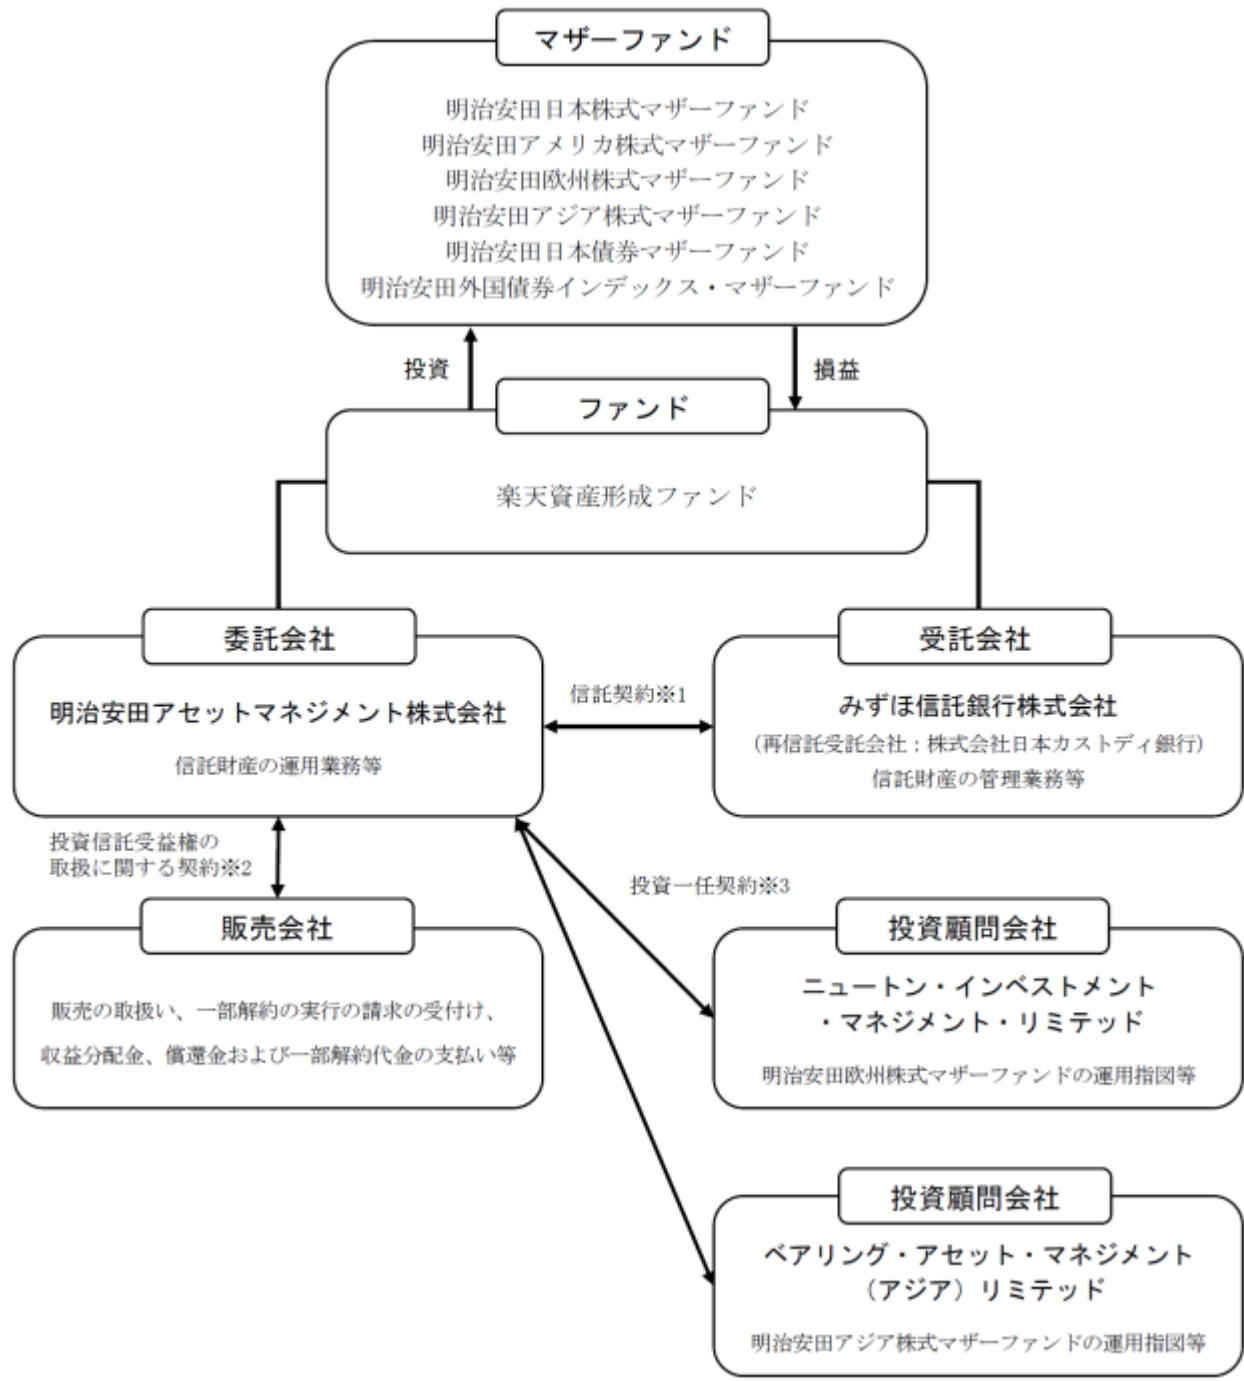 マザーファンド
明治安田日本株式マザーファンド
明治安田アメリカ株式マザーファンド
明治安田欧州株式マザーファンド
明治安田アジア株式マザーファンド
明治安田日本債券マザーファンド
明治安田外国債券インデックス・マザーファンド
投資
損益
ファンド
楽天資産形成ファンド
委託会社
明治安田アセットマネジメント株式会社
信託財産の運用業務等
信託契約※1
受託会社
みずほ信託銀行株式会社
(再信託受託会社：株式会社日本カストディ銀行)
信託財産の管理業務等
投資信託受益権の
取扱に関する契約※2
投資一任契約※3
販売会社
販売の取扱い、一部解約の実行の請求の受付け、
収益分配金、償還金および一部解約代金の支払い等
投資顧問会社
ニュートン・インベストメント
・マネジメント・リミテッド
明治安田欧州株式マザーファンドの運用指図等
投資顧問会社
ベアリング・アセット・マネジメント
（アジア）リミテッド
明治安田アジア株式マザーファンドの運用指図等